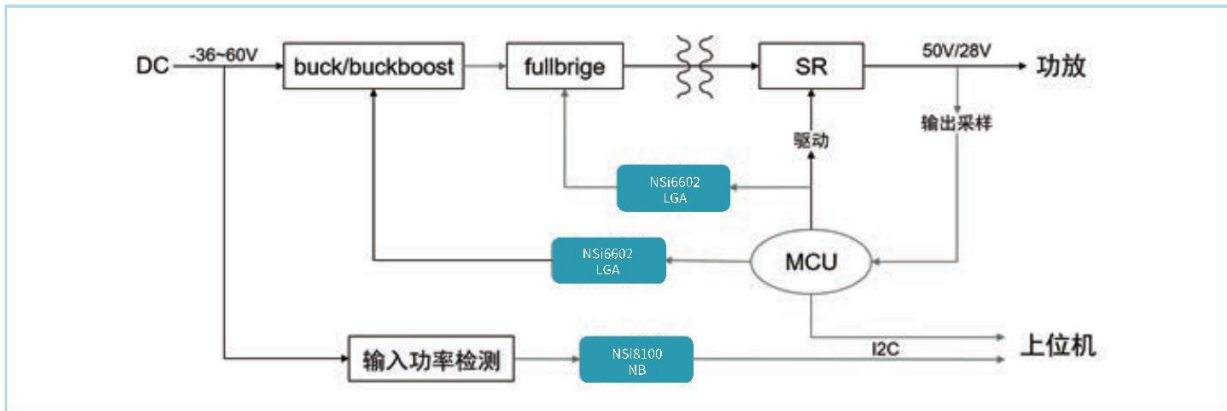 DC
-36~60V
buck/buckboost
fullbrige
SR
50V/28V
功放
驱动
输出采样
NSi6602
LGA
NSi6602
LGA
MCU
输入功率检测
NSi8100
NB
I2C
上位机